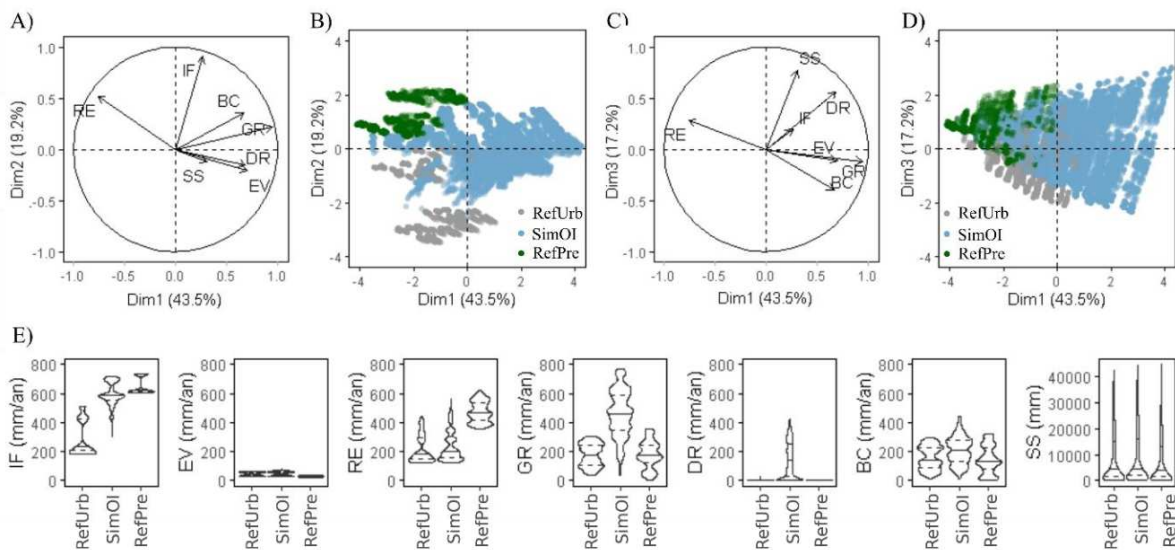 A)
1.0
0.5
0.0
-0.5
-1.0
Dim2 (19.2%)
IF
RE
BC
GR
DR
SS
EV
-1.0 -0.5 0.0 0.5 1.0
Dim1 (43.5%)
B)
4
2
0
-2
-4
Dim2 (19.2%)
RefUrb
SimOI
RefPre
-4 -2 0 2 4
Dim1 (43.5%)
C)
1.0
0.5
0.0
-0.5
-1.0
Dim3 (17.2%)
SS
DR
IF
RE
EV
GR
BC
-1.0 -0.5 0.0 0.5 1.0
Dim1 (43.5%)
D)
4
2
0
-2
-4
Dim3 (17.2%)
RefUrb
SimOI
RefPre
-4 -2 0 2 4
Dim1 (43.5%)
E)
IF (mm/an)
800
600
400
200
0
RefUrb
SimOI
RefPre
EV (mm/an)
800
600
400
200
0
RefUrb
SimOI
RefPre
RE (mm/an)
800
600
400
200
0
RefUrb
SimOI
RefPre
GR (mm/an)
800
600
400
200
0
RefUrb
SimOI
RefPre
DR (mm/an)
800
600
400
200
0
RefUrb
SimOI
RefPre
BC (mm/an)
800
600
400
200
0
RefUrb
SimOI
RefPre
SS (mm)
40000
30000
20000
10000
0
RefUrb
SimOI
RefPre